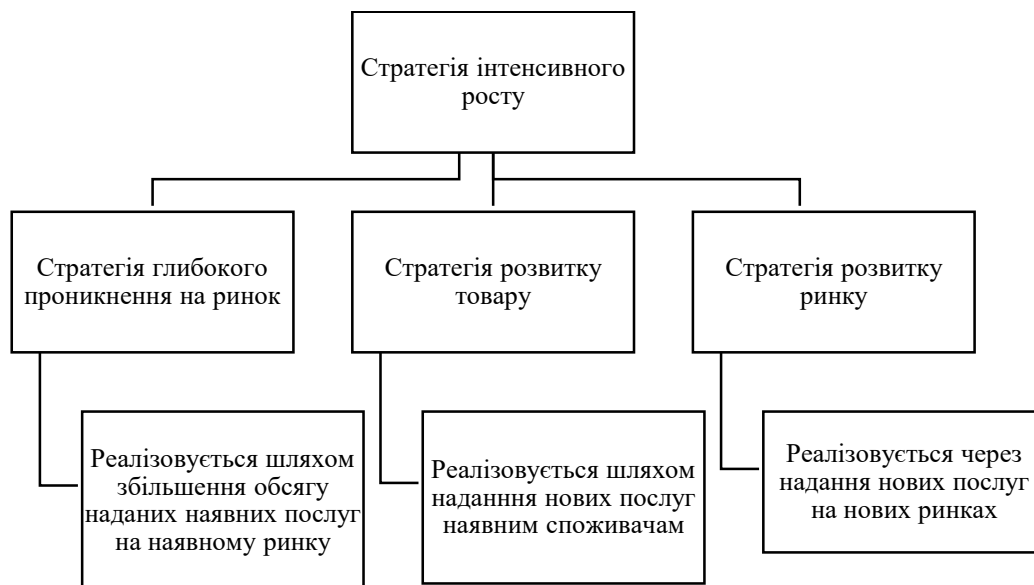 Стратегія інтенсивного
росту
Стратегія глибокого
проникнення на ринок
Реалізовується шляхом
збільшення обсягу
наданих наявних послуг
на наявному ринку
Стратегія розвитку
товару
Реалізовується шляхом
наданння нових послуг
наявним споживачам
Стратегія розвитку
ринку
Реалізовується через
надання нових послуг
на нових ринках